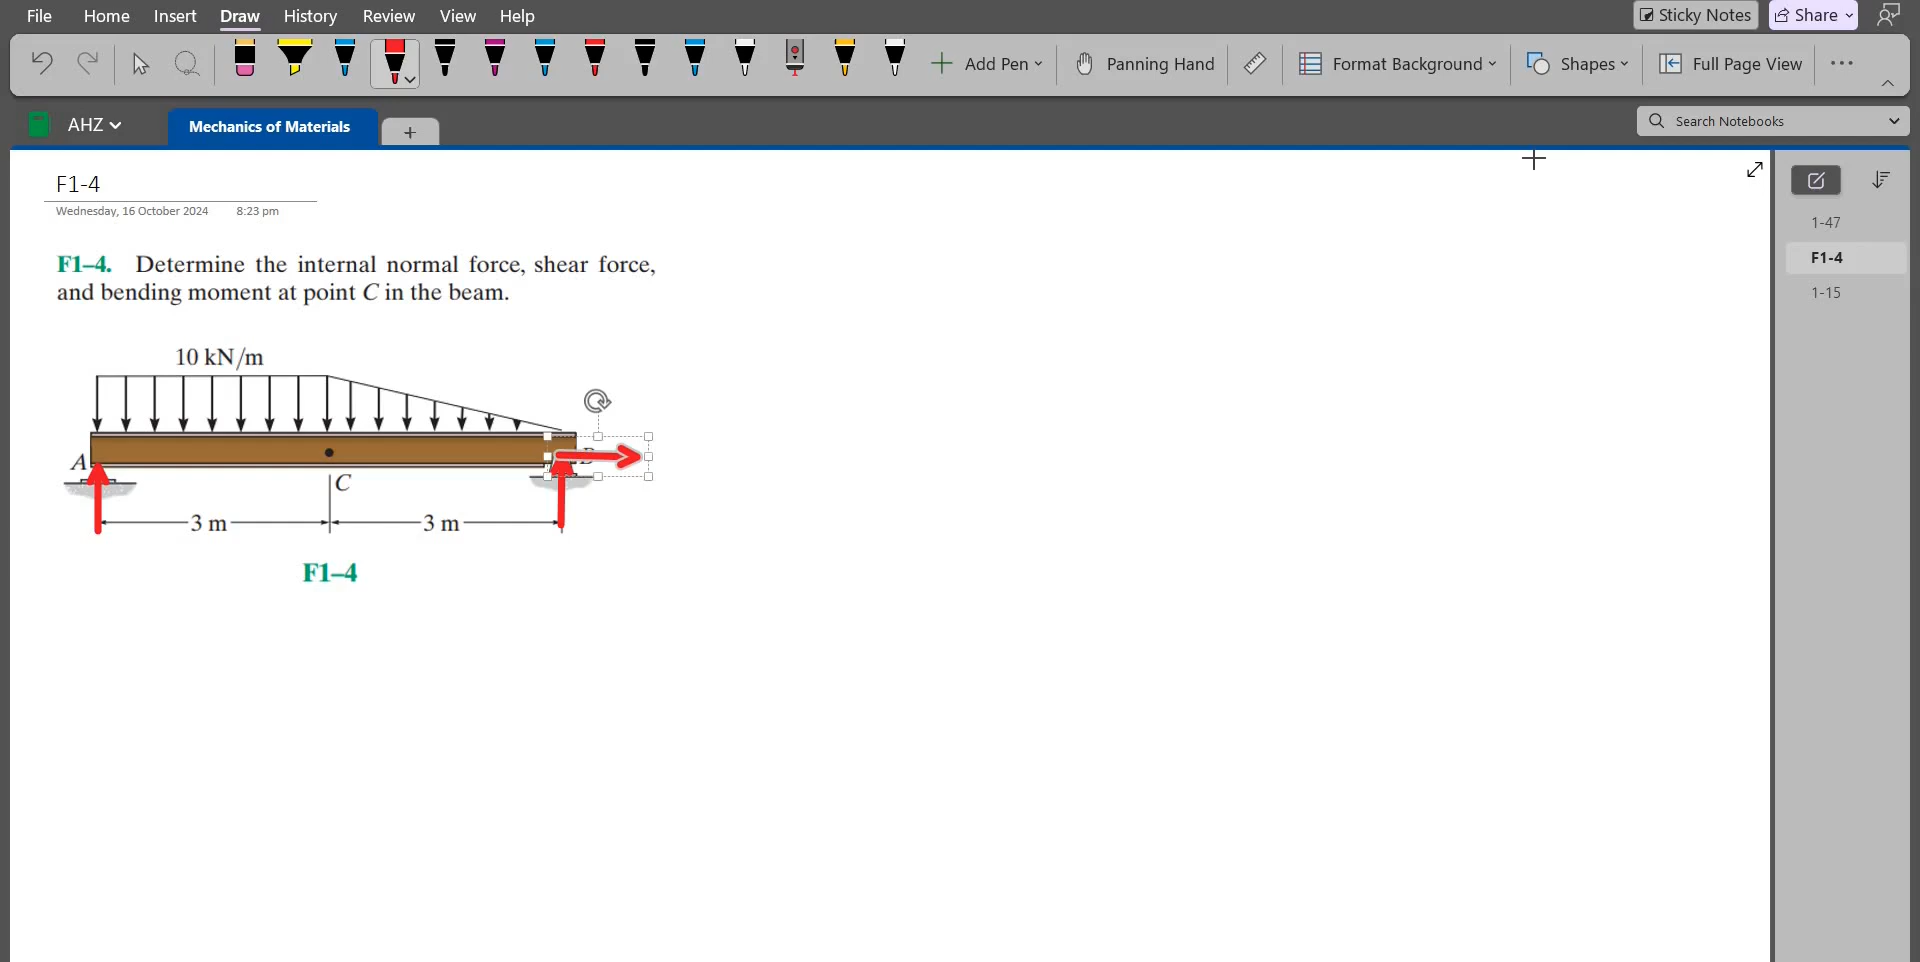 File Home Insert Draw History Review View Help Sticky Notes Share
Add Pen Panning Hand Format Background Shapes Full Page View
AHZ Mechanics of Materials + Search Notebooks
F1-4
Wednesday, 16 October 2024 8:23 pm
1-47
F1-4
1-15
F1–4. Determine the internal normal force, shear force,
and bending moment at point C in the beam.
10 kN/m
A
C
3 m 3 m
F1–4